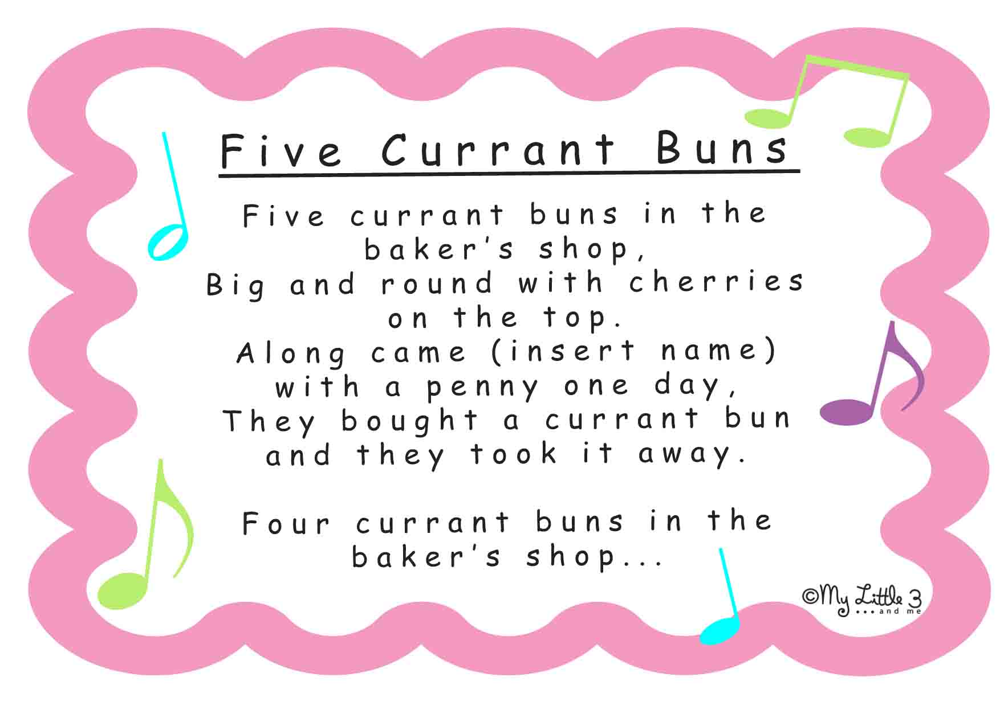 Five Currant Buns
Five currant buns in the
baker's shop,
Big and round with cherries
on the top.
Along came (insert name)
with a penny one day,
They bought a currant bun
and they took it away.
Four currant buns in the
baker's shop...
©My Little 3
...and me